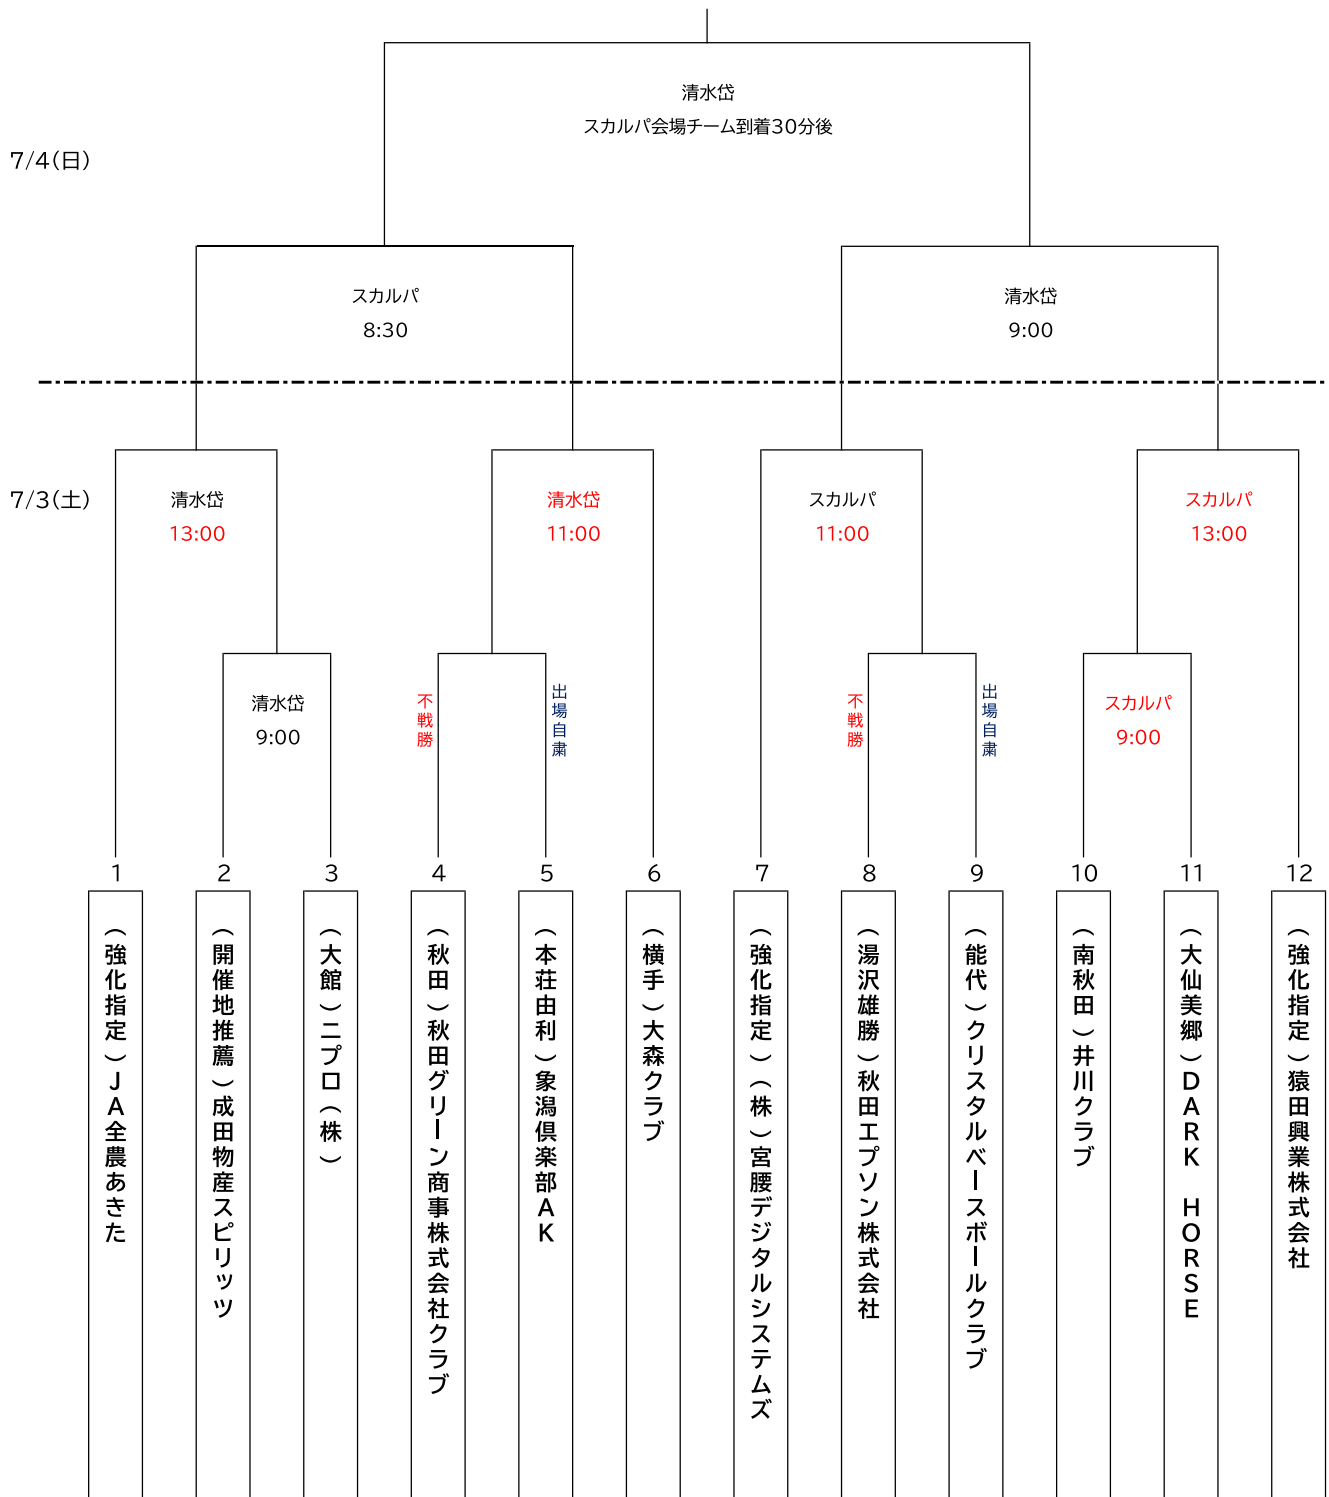 清水岱
スカルパ会場チーム到着30分後
7/4(日)
スカルパ
8:30
清水岱
9:00
7/3(土)
清水岱
13:00
清水岱
11:00
スカルパ
11:00
スカルパ
13:00
清水岱
9:00
不戦勝
出場自粛
不戦勝
出場自粛
スカルパ
9:00
1
2
3
4
5
6
7
8
9
10
11
12
(強化指定)JA全農あきた
(開催地推薦)成田物産スピリッツ
(大館)ニプロ(株)
(秋田)秋田グリーン商事株式会社クラブ
(本荘由利)象潟倶楽部AK
(横手)大森クラブ
(強化指定)(株)宮腰デジタルシステムズ
(湯沢雄勝)秋田エプソン株式会社
(能代)クリスタルベースボールクラブ
(南秋田)井川クラブ
(大仙美郷)DARK　HORSE
(強化指定)猿田興業株式会社